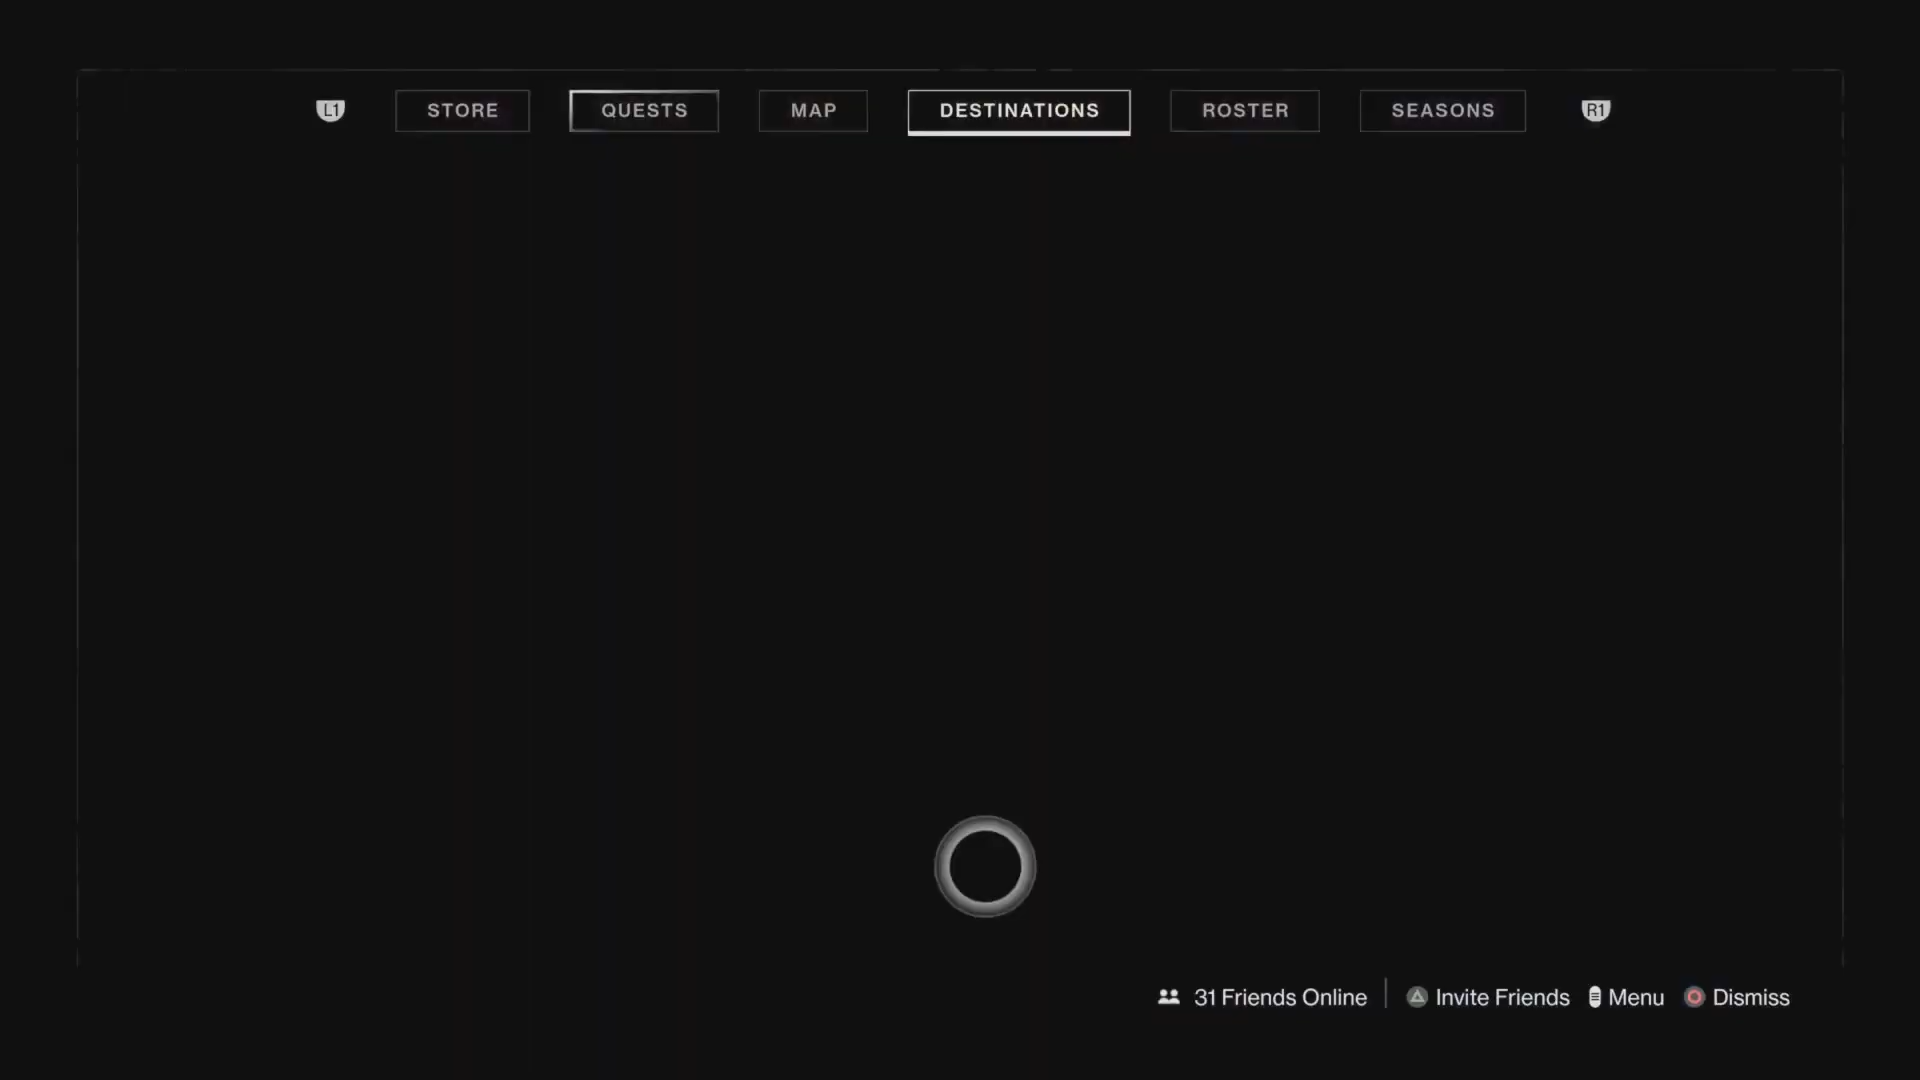 L1 STORE QUESTS MAP DESTINATIONS ROSTER SEASONS R1
31 Friends Online Invite Friends Menu Dismiss